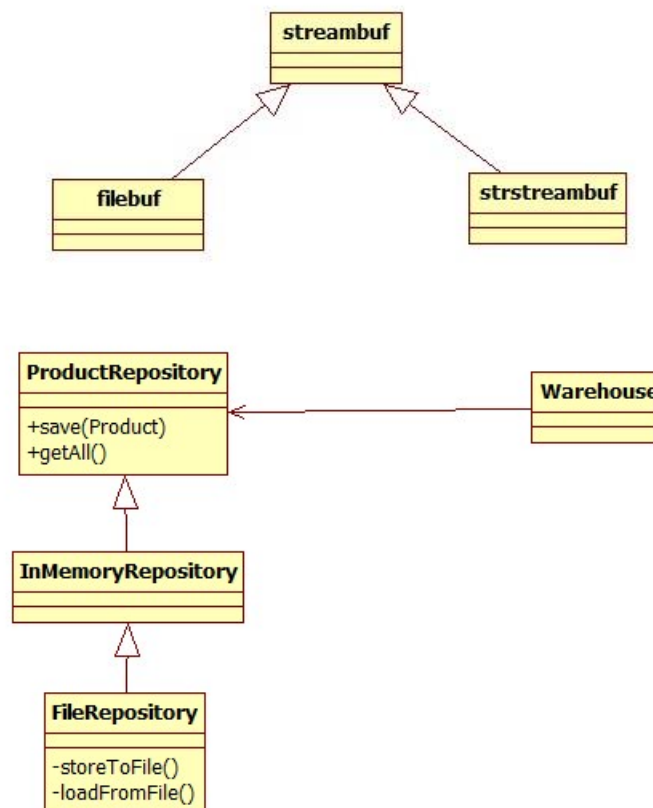 streambuf
filebuf
strstreambuf
ProductRepository
+save(Product)
+getAll()
Warehouse
InMemoryRepository
FileRepository
-storeToFile()
-loadFromFile()